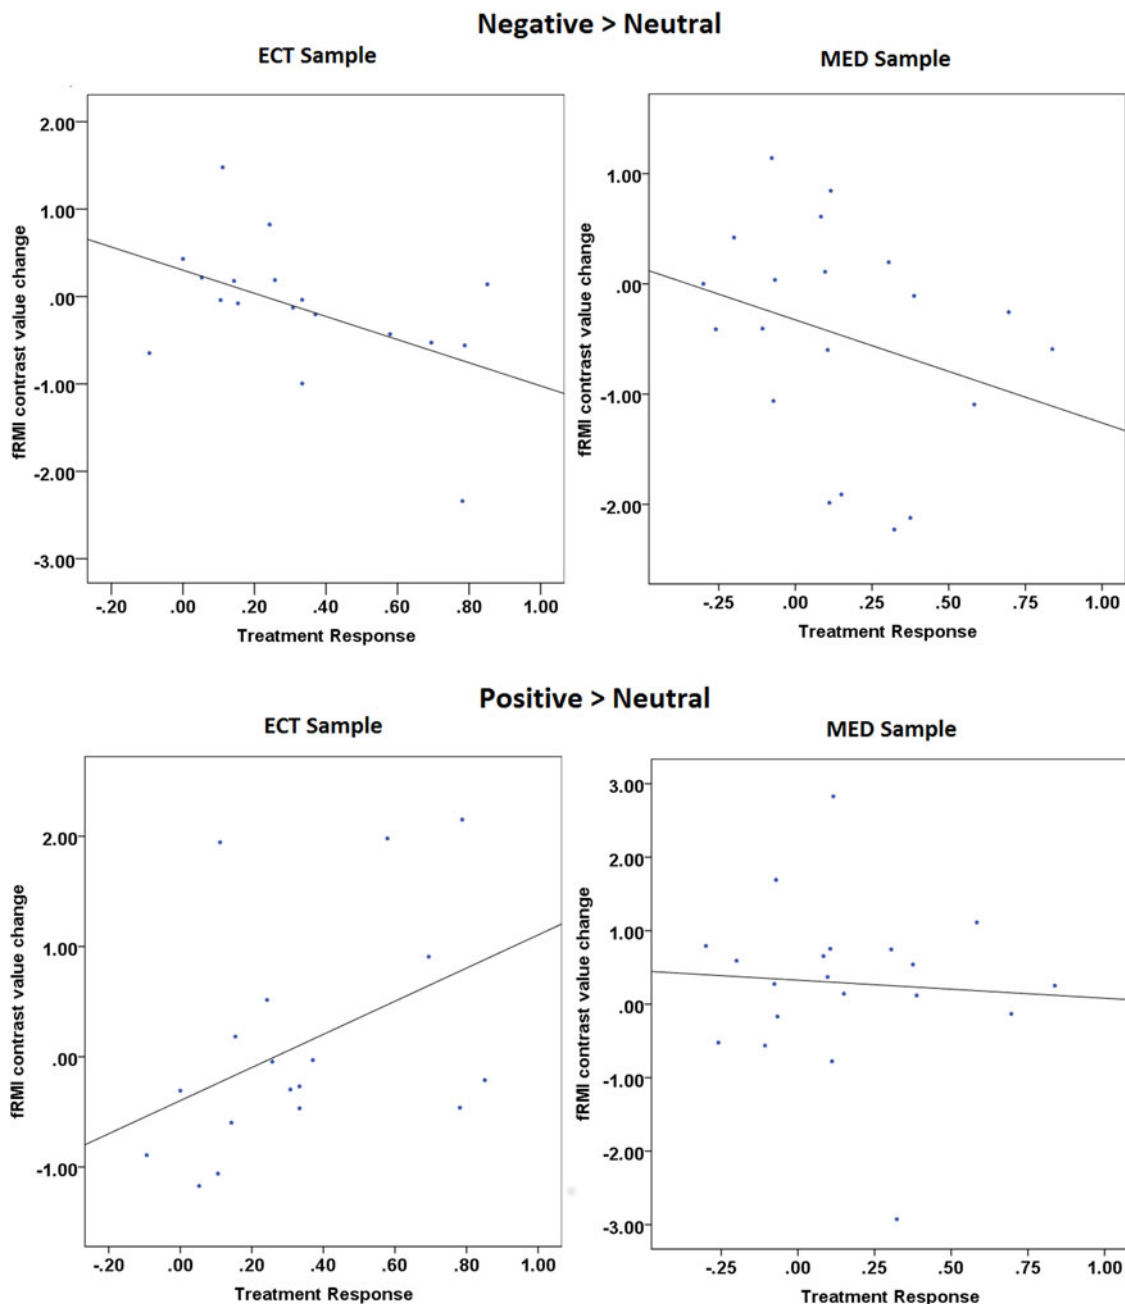 Negative > Neutral
ECT Sample
MED Sample
2.00
1.00
.00
-1.00
-2.00
-3.00
fRMI contrast value change
-.20 .00 .20 .40 .60 .80 1.00
Treatment Response
1.00
.00
-1.00
-2.00
fRMI contrast value change
-.25 .00 .25 .50 .75 1.00
Treatment Response
Positive > Neutral
ECT Sample
MED Sample
2.00
1.00
.00
-1.00
fRMI contrast value change
-.20 .00 .20 .40 .60 .80 1.00
Treatment Response
3.00
2.00
1.00
.00
-1.00
-2.00
-3.00
fRMI contrast value change
-.25 .00 .25 .50 .75 1.00
Treatment Response